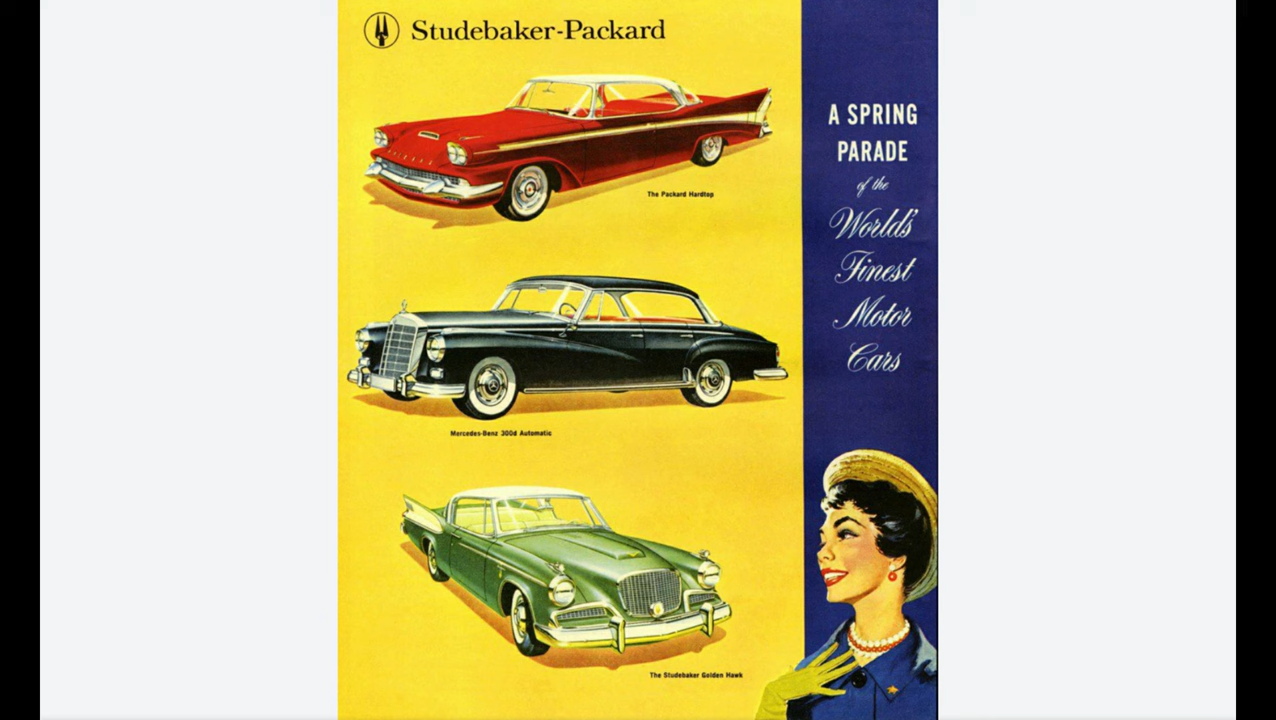 Studebaker-Packard
PACKARD
The Packard Hardtop
Mercedes-Benz 300d Automatic
The Studebaker Golden Hawk
A SPRING
PARADE
of the
World's
Finest
Motor
Cars